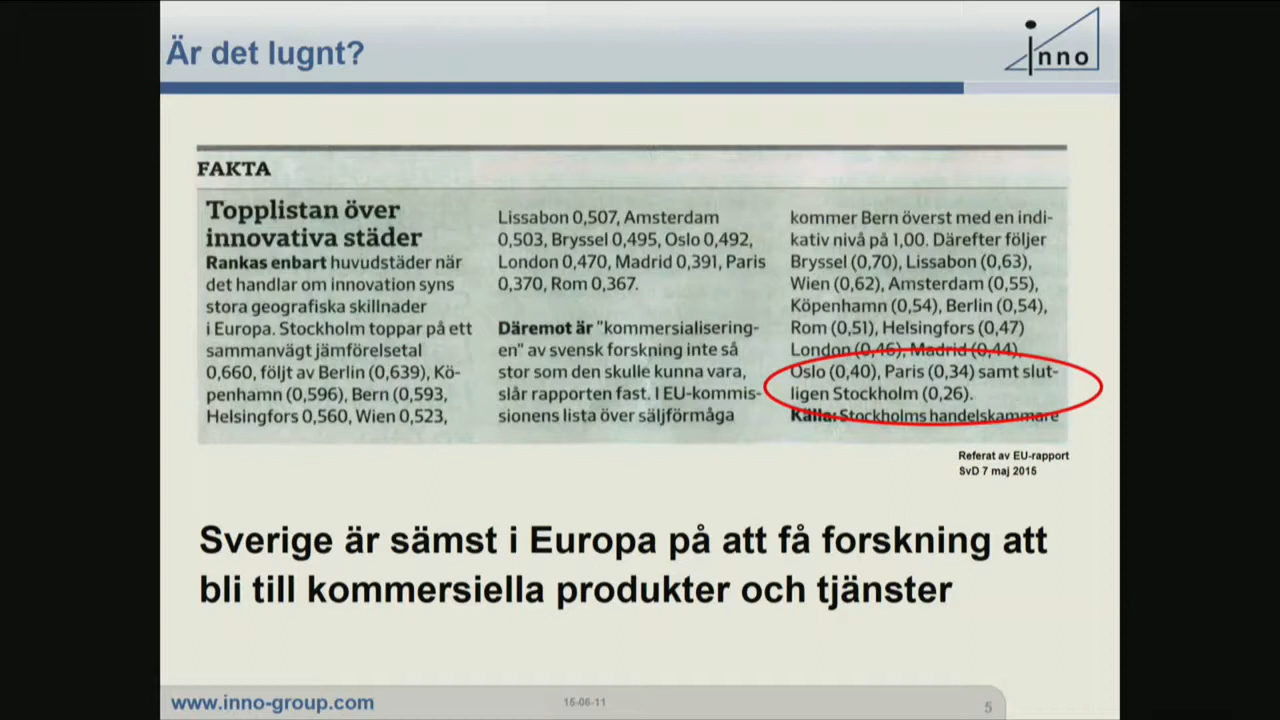 Är det lugnt?
inno
FAKTA
Topplistan över
innovativa städer
Rankas enbart huvudstäder när
det handlar om innovation syns
stora geografiska skillnader
i Europa. Stockholm toppar på ett
sammanvägt jämförelsetal
0,660, följt av Berlin (0,639), Kö-
penhamn (0,596), Bern (0,593,
Helsingfors 0,560, Wien 0,523,
Lissabon 0,507, Amsterdam
0,503, Bryssel 0,495, Oslo 0,492,
London 0,470, Madrid 0,391, Paris
0,370, Rom 0,367.
Däremot är "kommersialisering-
en" av svensk forskning inte så
stor som den skulle kunna vara,
slår rapporten fast. I EU-kommis-
sionens lista över säljförmåga
kommer Bern överst med en indi-
kativ nivå på 1,00. Därefter följer
Bryssel (0,70), Lissabon (0,63),
Wien (0,62), Amsterdam (0,55),
Köpenhamn (0,54), Berlin (0,54),
Rom (0,51), Helsingfors (0,47)
London (0,46), Madrid (0,44),
Oslo (0,40), Paris (0,34) samt slut-
ligen Stockholm (0,26).
Källa: Stockholms handelskammare
Referat av EU-rapport
SvD 7 maj 2015
Sverige är sämst i Europa på att få forskning att
bli till kommersiella produkter och tjänster
www.inno-group.com
15-06-11
5